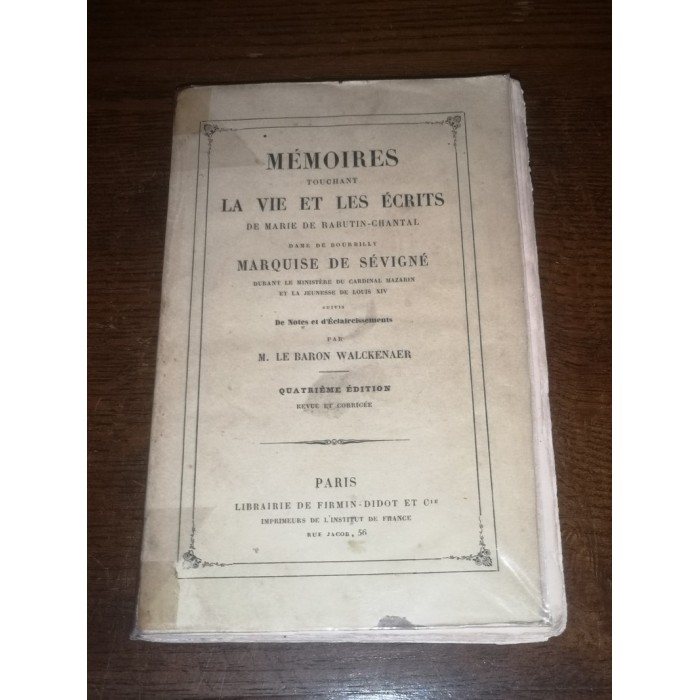 MÉMOIRES
TOUCHANT
LA VIE ET LES ÉCRITS
DE MARIE DE RABUTIN-CHANTAL
DAME DE BOURBILLY
MARQUISE DE SÉVIGNÉ
DURANT LE MINISTÈRE DU CARDINAL MAZARIN
ET LA JEUNESSE DE LOUIS XIV
SUIVIS
De Notes et d'Éclaircissements
PAR
M. LE BARON WALCKENAER
QUATRIÈME ÉDITION
REVUE ET CORRIGÉE
PARIS
LIBRAIRIE DE FIRMIN-DIDOT ET Cie
IMPRIMEURS DE L'INSTITUT DE FRANCE
RUE JACOB, 56